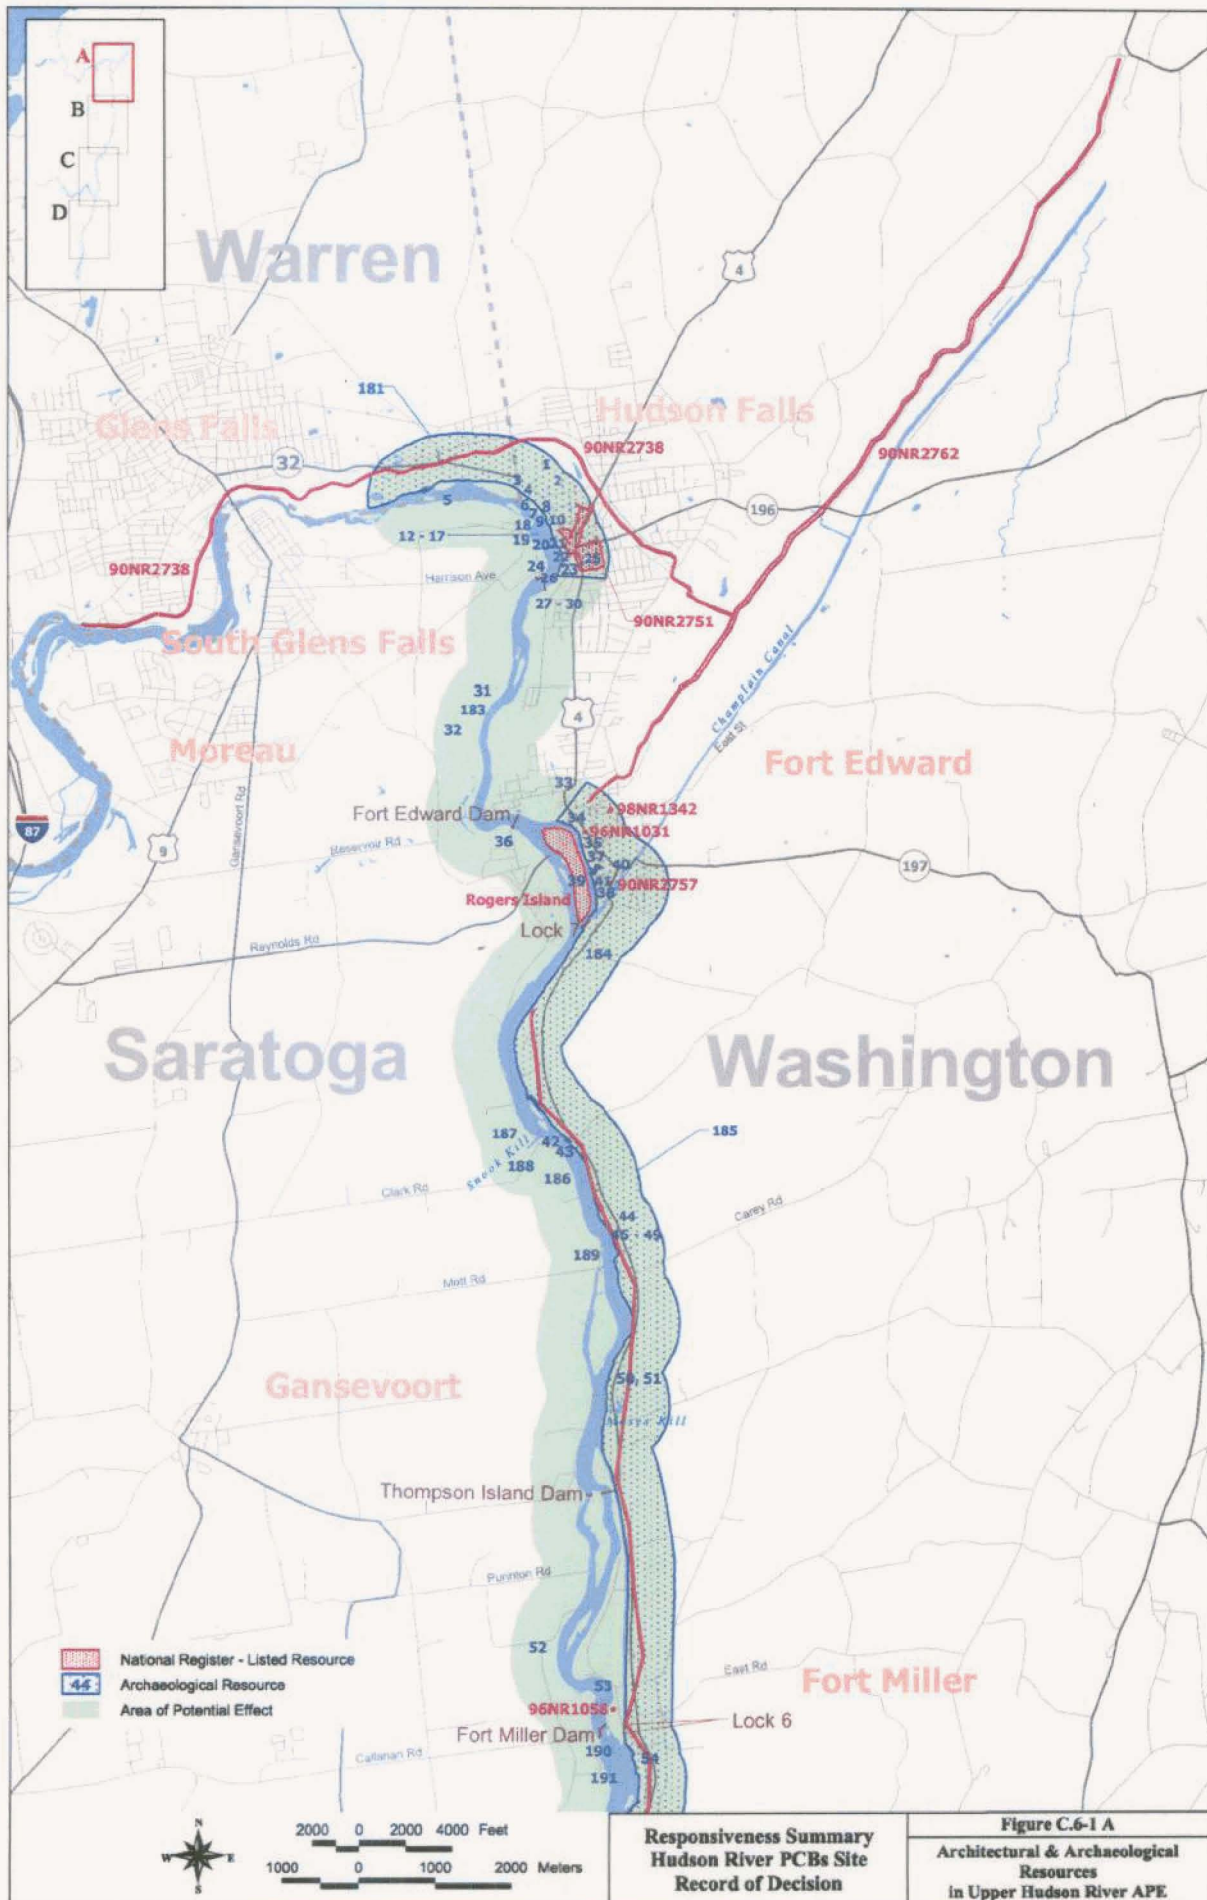 A
B
C
D
Warren
4
181
Glens Falls
Hudson Falls
32
90NR2738
90NR2762
1
2
3
4
5
6
7
8
9
10
196
12 - 17
18
19
20
22
23
24
25
26
Harrison Ave
27 - 30
90NR2738
90NR2751
South Glens Falls
Champlain Canal
East St
31
183
32
4
Moreau
Fort Edward
Gansevoort Rd
33
98NR1342
Fort Edward Dam
34
96NR1031
87
9
Reservoir Rd
36
35
37
40
197
39
41
90NR2757
38
Rogers Island
Lock 7
Reynolds Rd
184
Saratoga
Washington
187
42
43
185
188
Snook Kill
186
Clark Rd
44
45 - 49
Carey Rd
189
Mott Rd
50, 51
Gansevoort
Moses Kill
Thompson Island Dam
Purinton Rd
52
National Register - Listed Resource
44 Archaeological Resource
Area of Potential Effect
53
East Rd
Fort Miller
96NR1058
Lock 6
Fort Miller Dam
Callahan Rd
190
54
191
N
W E
S
2000 0 2000 4000 Feet
1000 0 1000 2000 Meters
Responsiveness Summary
Hudson River PCBs Site
Record of Decision
Figure C.6-1 A
Architectural & Archaeological
Resources
in Upper Hudson River APE